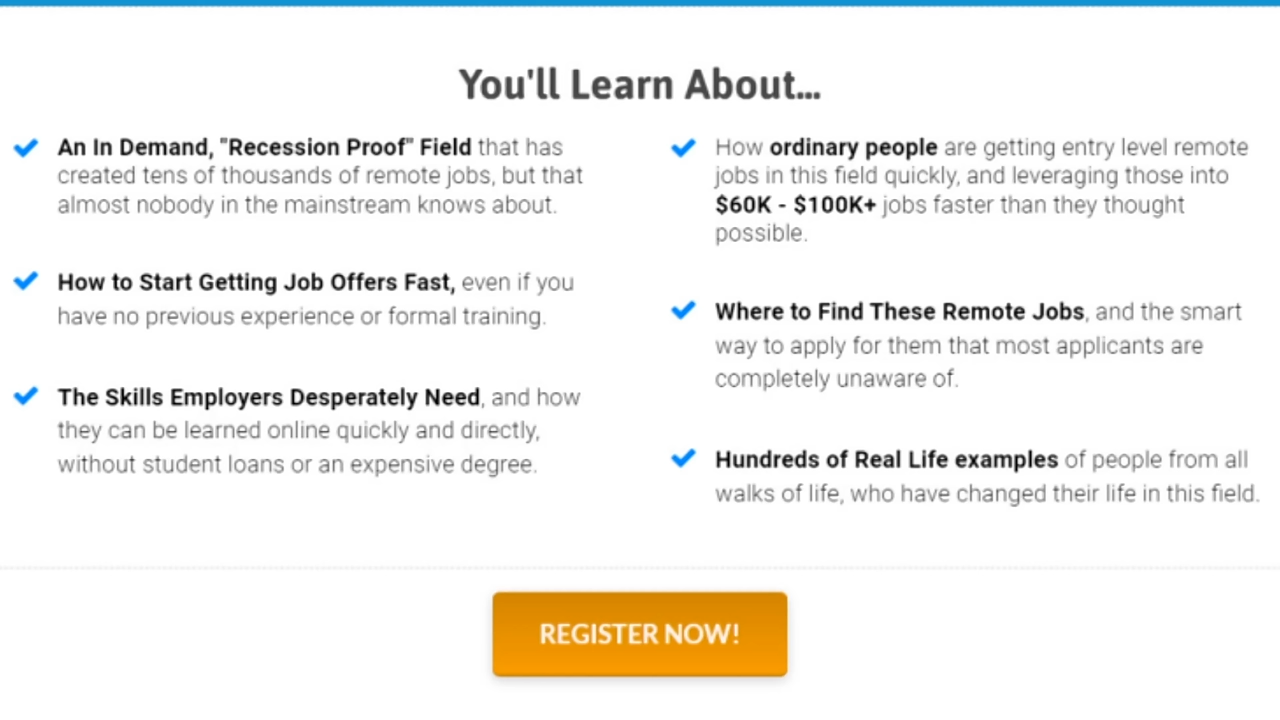 You'll Learn About...
An In Demand, "Recession Proof" Field that has
created tens of thousands of remote jobs, but that
almost nobody in the mainstream knows about.
How to Start Getting Job Offers Fast, even if you
have no previous experience or formal training.
The Skills Employers Desperately Need, and how
they can be learned online quickly and directly,
without student loans or an expensive degree.
How ordinary people are getting entry level remote
jobs in this field quickly, and leveraging those into
$60K - $100K+ jobs faster than they thought
possible.
Where to Find These Remote Jobs, and the smart
way to apply for them that most applicants are
completely unaware of.
Hundreds of Real Life examples of people from all
walks of life, who have changed their life in this field.
REGISTER NOW!